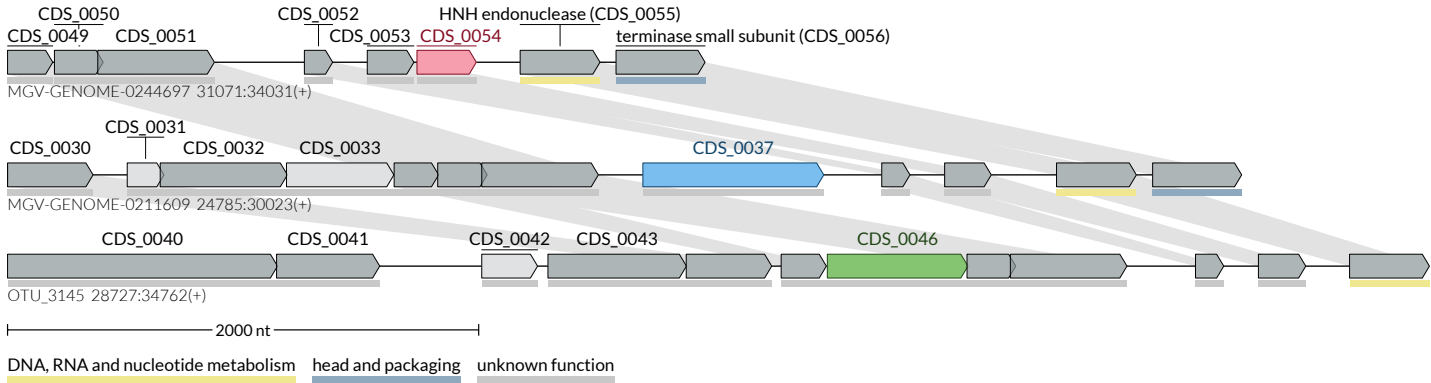 CDS_0050 CDS_0052 HNH endonuclease (CDS_0055)
CDS_0049 CDS_0051 CDS_0053 CDS_0054 terminase small subunit (CDS_0056)
MGV-GENOME-0244697 31071:34031(+)
CDS_0031
CDS_0030 CDS_0032 CDS_0033 CDS_0037
MGV-GENOME-0211609 24785:30023(+)
CDS_0040 CDS_0041 CDS_0042 CDS_0043 CDS_0046
OTU_3145 28727:34762(+)
2000 nt
DNA, RNA and nucleotide metabolism head and packaging unknown function